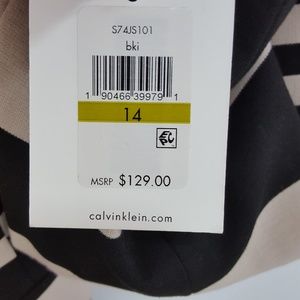 S74JS101
bki
1 90466 39979 1
14
MSRP $129.00
calvinklein.com